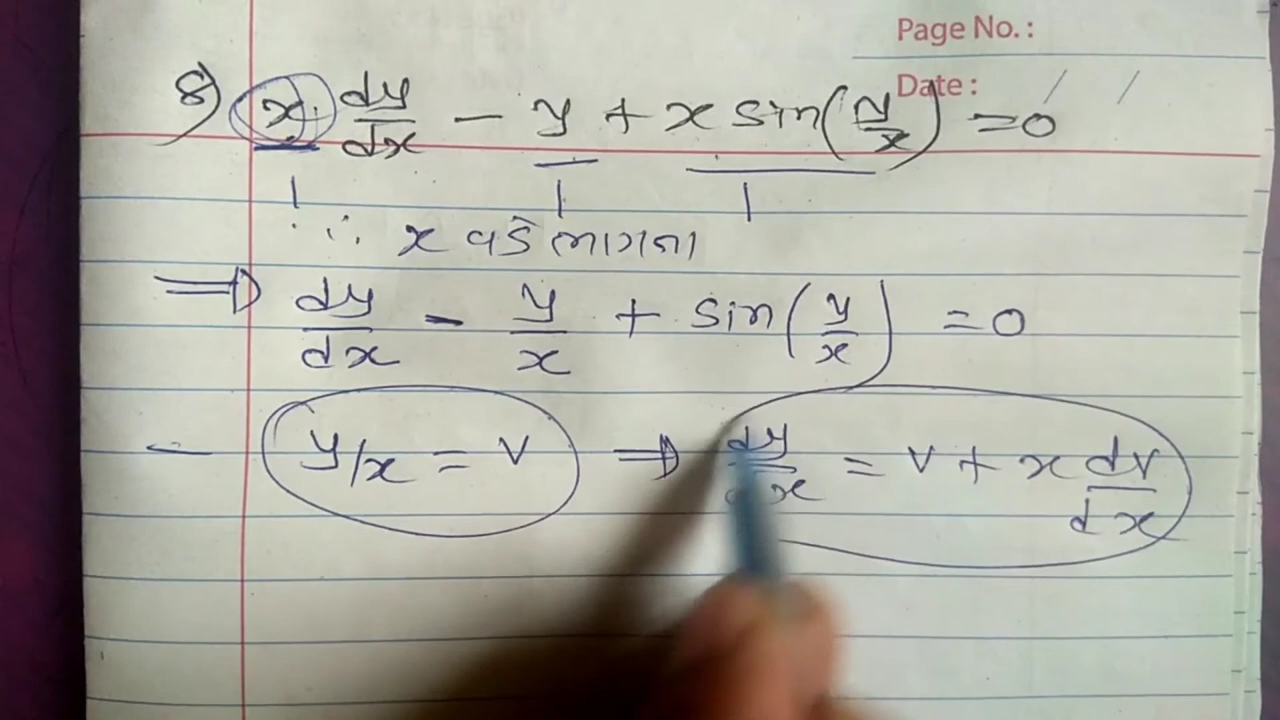 Page No. :
Date : / /
8) x · dy/dx - y + x sin(y/x) = 0
∴ x વડે ભાગતા
⇒ dy/dx - y/x + sin(y/x) = 0
- y/x = v ⇒ dy/dx = v + x dv/dx